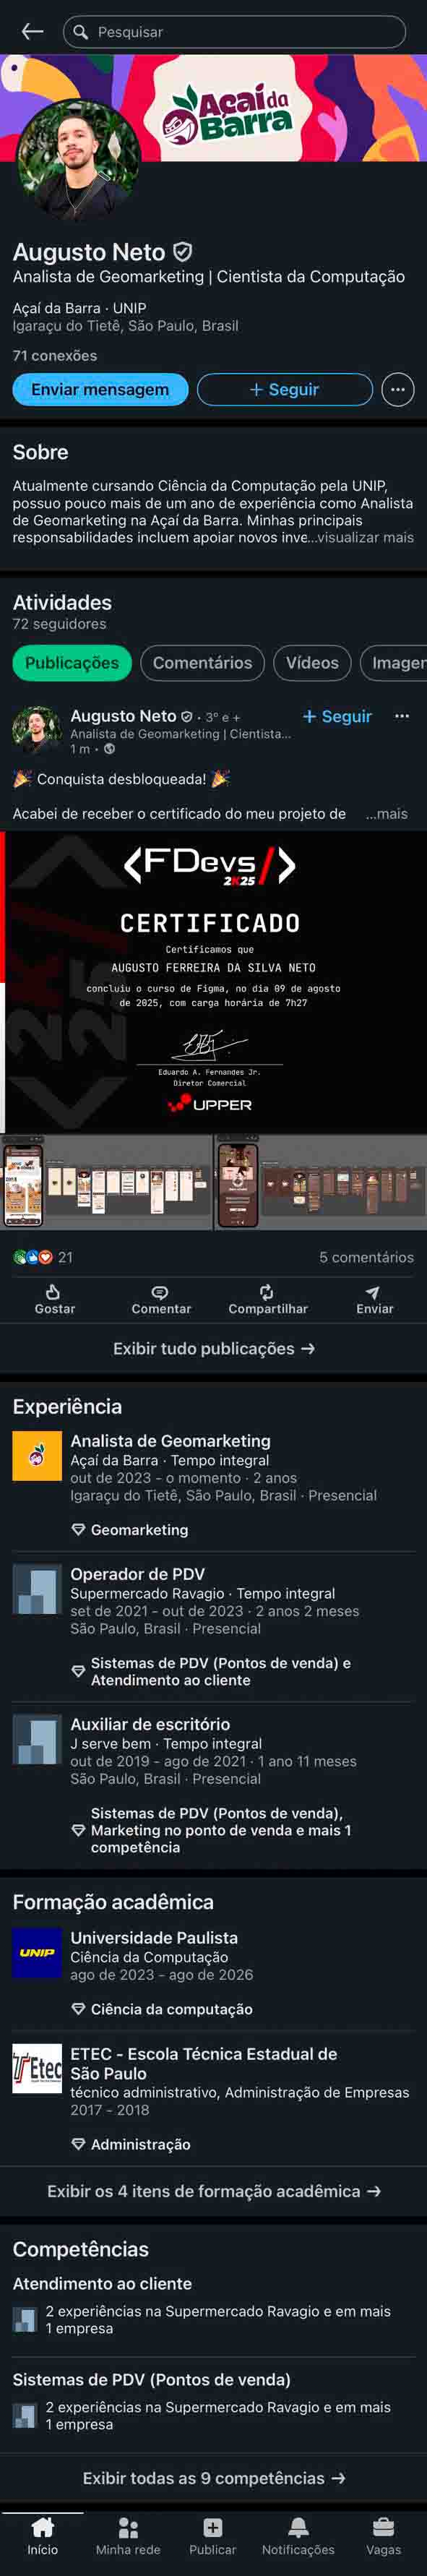 Pesquisar
Açaí da
Barra
Augusto Neto
Analista de Geomarketing | Cientista da Computação
Açaí da Barra · UNIP
Igaraçu do Tietê, São Paulo, Brasil
71 conexões
Enviar mensagem
+ Seguir
Sobre
Atualmente cursando Ciência da Computação pela UNIP,
possuo pouco mais de um ano de experiência como Analista
de Geomarketing na Açaí da Barra. Minhas principais
responsabilidades incluem apoiar novos inve...visualizar mais
Atividades
72 seguidores
Publicações
Comentários
Vídeos
Imagen
Augusto Neto · 3º e +
+ Seguir
Analista de Geomarketing | Cientista...
1 m ·
🎉 Conquista desbloqueada! 🎉
Acabei de receber o certificado do meu projeto de ...mais
<FDevs/>
2K25
CERTIFICADO
Certificamos que
AUGUSTO FERREIRA DA SILVA NETO
concluiu o curso de Figma, no dia 09 de agosto
de 2025, com carga horária de 7h27
Eduardo A. Fernandes Jr.
Diretor Comercial
UPPER
21
5 comentários
Gostar
Comentar
Compartilhar
Enviar
Exibir tudo publicações →
Experiência
Analista de Geomarketing
Açaí da Barra · Tempo integral
out de 2023 - o momento · 2 anos
Igaraçu do Tietê, São Paulo, Brasil · Presencial
Geomarketing
Operador de PDV
Supermercado Ravagio · Tempo integral
set de 2021 - out de 2023 · 2 anos 2 meses
São Paulo, Brasil · Presencial
Sistemas de PDV (Pontos de venda) e
Atendimento ao cliente
Auxiliar de escritório
J serve bem · Tempo integral
out de 2019 - ago de 2021 · 1 ano 11 meses
São Paulo, Brasil · Presencial
Sistemas de PDV (Pontos de venda),
Marketing no ponto de venda e mais 1
competência
Formação acadêmica
UNIP
Universidade Paulista
Ciência da Computação
ago de 2023 - ago de 2026
Ciência da computação
Etec
ETEC - Escola Técnica Estadual de
São Paulo
técnico administrativo, Administração de Empresas
2017 - 2018
Administração
Exibir os 4 itens de formação acadêmica →
Competências
Atendimento ao cliente
2 experiências na Supermercado Ravagio e em mais
1 empresa
Sistemas de PDV (Pontos de venda)
2 experiências na Supermercado Ravagio e em mais
1 empresa
Exibir todas as 9 competências →
Início
Minha rede
Publicar
Notificações
Vagas